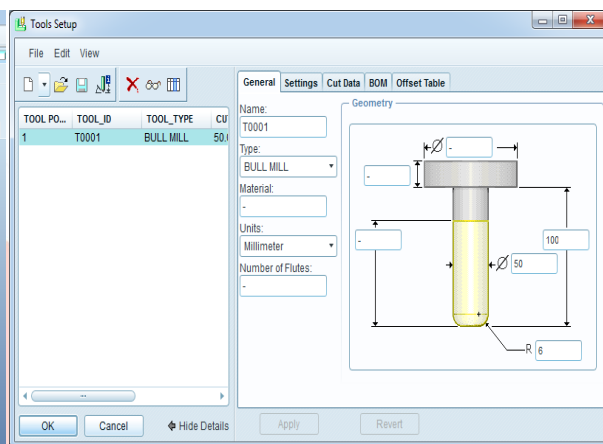 Tools Setup
File Edit View
General Settings Cut Data BOM Offset Table
TOOL PO... TOOL_ID TOOL_TYPE CU
1 T0001 BULL MILL 50.0
Name:
T0001
Type:
BULL MILL
Material:
-
Units:
Millimeter
Number of Flutes:
-
Geometry
Ø -
-
-
100
Ø 50
R 6
OK Cancel Hide Details Apply Revert